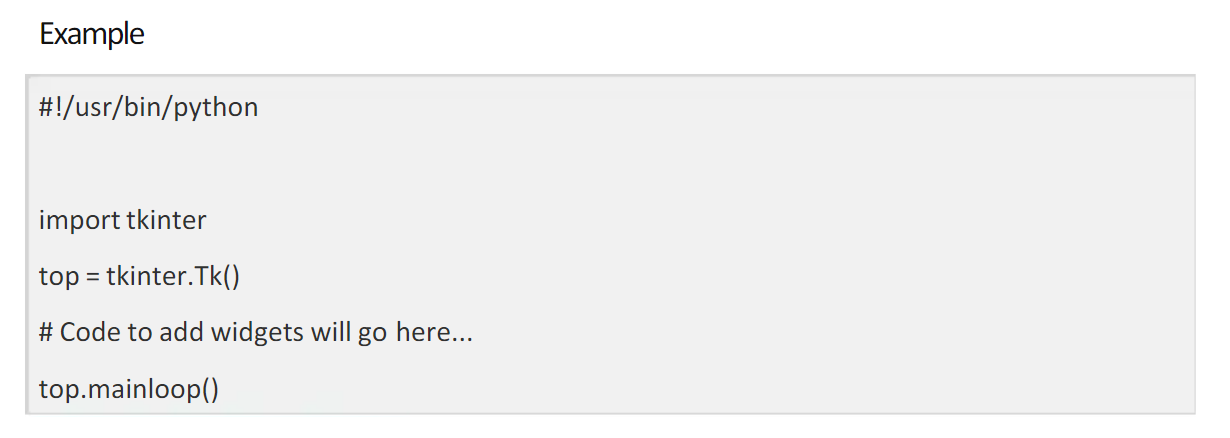 Example
#!/usr/bin/python
import tkinter
top = tkinter.Tk()
# Code to add widgets will go here...
top.mainloop()